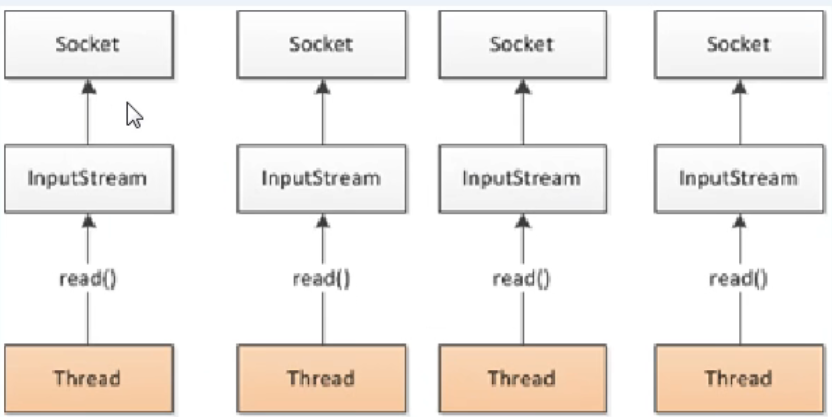 Socket Socket Socket Socket
InputStream InputStream InputStream InputStream
read() read() read() read()
Thread Thread Thread Thread